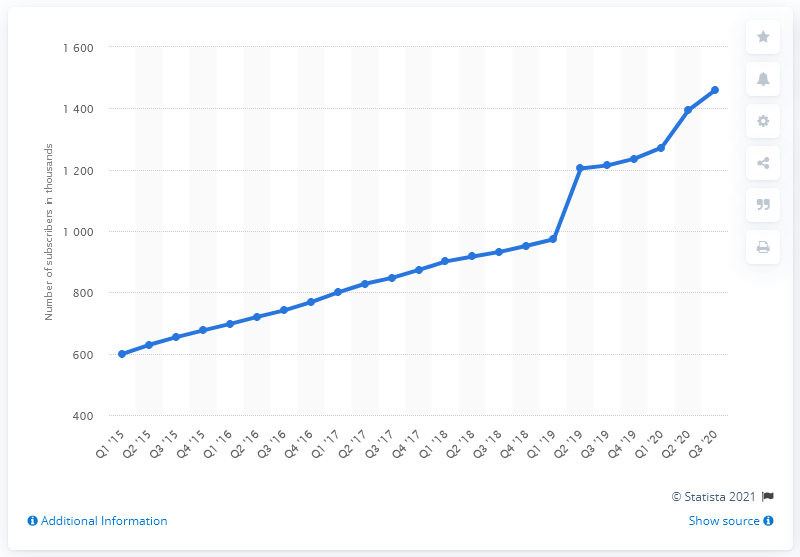 1 600
1 400
1 200
1 000
800
600
400
Number of subscribers in thousands
Q1 '15
Q2 '15
Q3 '15
Q4 '15
Q1 '16
Q2 '16
Q3 '16
Q4 '16
Q1 '17
Q2 '17
Q3 '17
Q4 '17
Q1 '18
Q2 '18
Q3 '18
Q4 '18
Q1 '19
Q2 '19
Q3 '19
Q4 '19
Q1 '20
Q2 '20
Q3 '20
© Statista 2021
Additional Information
Show source